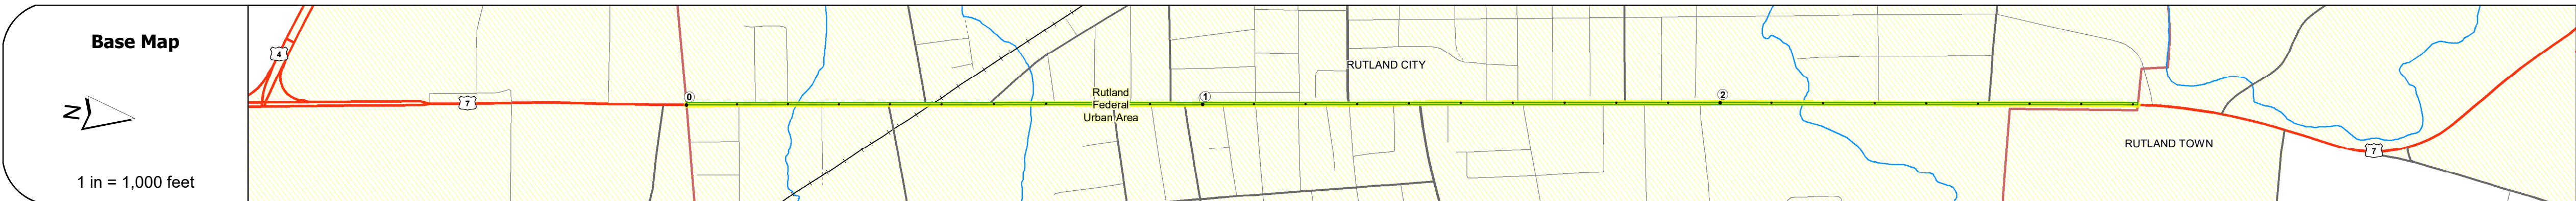 Base Map
N
1 in = 1,000 feet
4
7
0
Rutland
Federal
Urban Area
1
RUTLAND CITY
2
RUTLAND TOWN
7